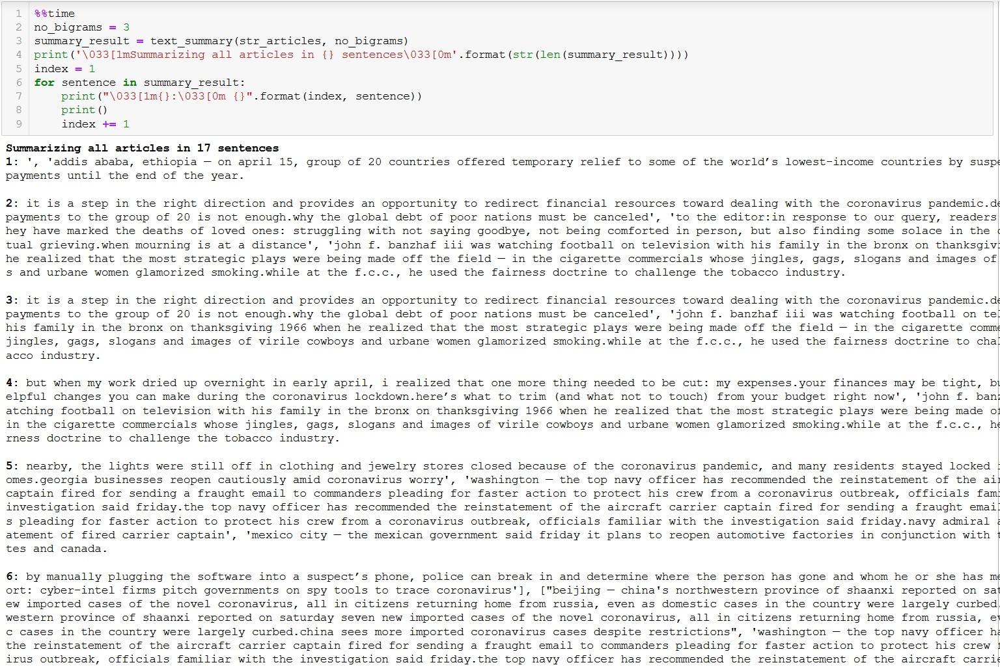 1 %%time
2 no_bigrams = 3
3 summary_result = text_summary(str_articles, no_bigrams)
4 print('\033[1mSummarizing all articles in {} sentences\033[0m'.format(str(len(summary_result))))
5 index = 1
6 for sentence in summary_result:
7     print("\033[1m{}:\033[0m {}".format(index, sentence))
8     print()
9     index += 1
Summarizing all articles in 17 sentences
1: ', 'addis ababa, ethiopia — on april 15, group of 20 countries offered temporary relief to some of the world’s lowest-income countries by suspe
payments until the end of the year.
2: it is a step in the right direction and provides an opportunity to redirect financial resources toward dealing with the coronavirus pandemic.de
payments to the group of 20 is not enough.why the global debt of poor nations must be canceled', 'to the editor:in response to our query, readers
hey have marked the deaths of loved ones: struggling with not saying goodbye, not being comforted in person, but also finding some solace in the
tual grieving.when mourning is at a distance', 'john f. banzhaf iii was watching football on television with his family in the bronx on thanksgivi
he realized that the most strategic plays were being made off the field — in the cigarette commercials whose jingles, gags, slogans and images of
s and urbane women glamorized smoking.while at the f.c.c., he used the fairness doctrine to challenge the tobacco industry.
3: it is a step in the right direction and provides an opportunity to redirect financial resources toward dealing with the coronavirus pandemic.de
payments to the group of 20 is not enough.why the global debt of poor nations must be canceled', 'john f. banzhaf iii was watching football on tel
his family in the bronx on thanksgiving 1966 when he realized that the most strategic plays were being made off the field — in the cigarette comme
jingles, gags, slogans and images of virile cowboys and urbane women glamorized smoking.while at the f.c.c., he used the fairness doctrine to chal
acco industry.
4: but when my work dried up overnight in early april, i realized that one more thing needed to be cut: my expenses.your finances may be tight, bu
elpful changes you can make during the coronavirus lockdown.here’s what to trim (and what not to touch) from your budget right now', 'john f. banz
atching football on television with his family in the bronx on thanksgiving 1966 when he realized that the most strategic plays were being made of
in the cigarette commercials whose jingles, gags, slogans and images of virile cowboys and urbane women glamorized smoking.while at the f.c.c., he
rness doctrine to challenge the tobacco industry.
5: nearby, the lights were still off in clothing and jewelry stores closed because of the coronavirus pandemic, and many residents stayed locked i
omes.georgia businesses reopen cautiously amid coronavirus worry', 'washington — the top navy officer has recommended the reinstatement of the air
captain fired for sending a fraught email to commanders pleading for faster action to protect his crew from a coronavirus outbreak, officials fami
investigation said friday.the top navy officer has recommended the reinstatement of the aircraft carrier captain fired for sending a fraught email
s pleading for faster action to protect his crew from a coronavirus outbreak, officials familiar with the investigation said friday.navy admiral a
atement of fired carrier captain', 'mexico city — the mexican government said friday it plans to reopen automotive factories in conjunction with t
tes and canada.
6: by manually plugging the software into a suspect’s phone, police can break in and determine where the person has gone and whom he or she has me
ort: cyber-intel firms pitch governments on spy tools to trace coronavirus'], ["beijing — china's northwestern province of shaanxi reported on sat
ew imported cases of the novel coronavirus, all in citizens returning home from russia, even as domestic cases in the country were largely curbed.
western province of shaanxi reported on saturday seven new imported cases of the novel coronavirus, all in citizens returning home from russia, ev
c cases in the country were largely curbed.china sees more imported coronavirus cases despite restrictions", 'washington — the top navy officer ha
the reinstatement of the aircraft carrier captain fired for sending a fraught email to commanders pleading for faster action to protect his crew f
irus outbreak, officials familiar with the investigation said friday.the top navy officer has recommended the reinstatement of the aircraft carrie